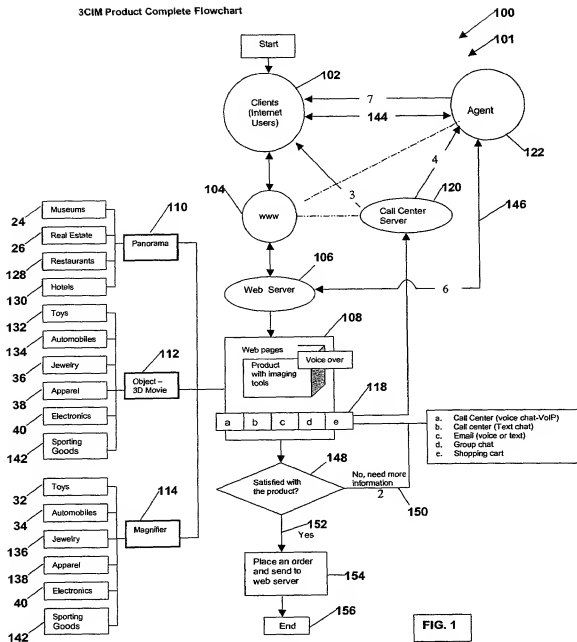 3CIM Product Complete Flowchart
100
101
Start
102
Clients
(Internet
Users)
7
144
Agent
122
3
4
104
www
120
Call Center
Server
146
106
Web Server
6
24
Museums
110
26
Real Estate
Panorama
128
Restaurants
130
Hotels
132
Toys
134
Automobiles
112
36
Jewelry
Object –
3D Movie
38
Apparel
40
Electronics
142
Sporting
Goods
108
Web pages
Voice over
Product
with imaging
tools
118
a b c d e
a. Call Center (voice chat-VoIP)
b. Call center (Text chat)
c. Email (voice or text)
d. Group chat
e. Shopping cart
32
Toys
114
34
Automobiles
Magnifier
136
Jewelry
138
Apparel
40
Electronics
142
Sporting
Goods
148
Satisfied with
the product?
No, need more
information
2
150
152
Yes
Place an order
and send to
web server
154
End
156
FIG. 1